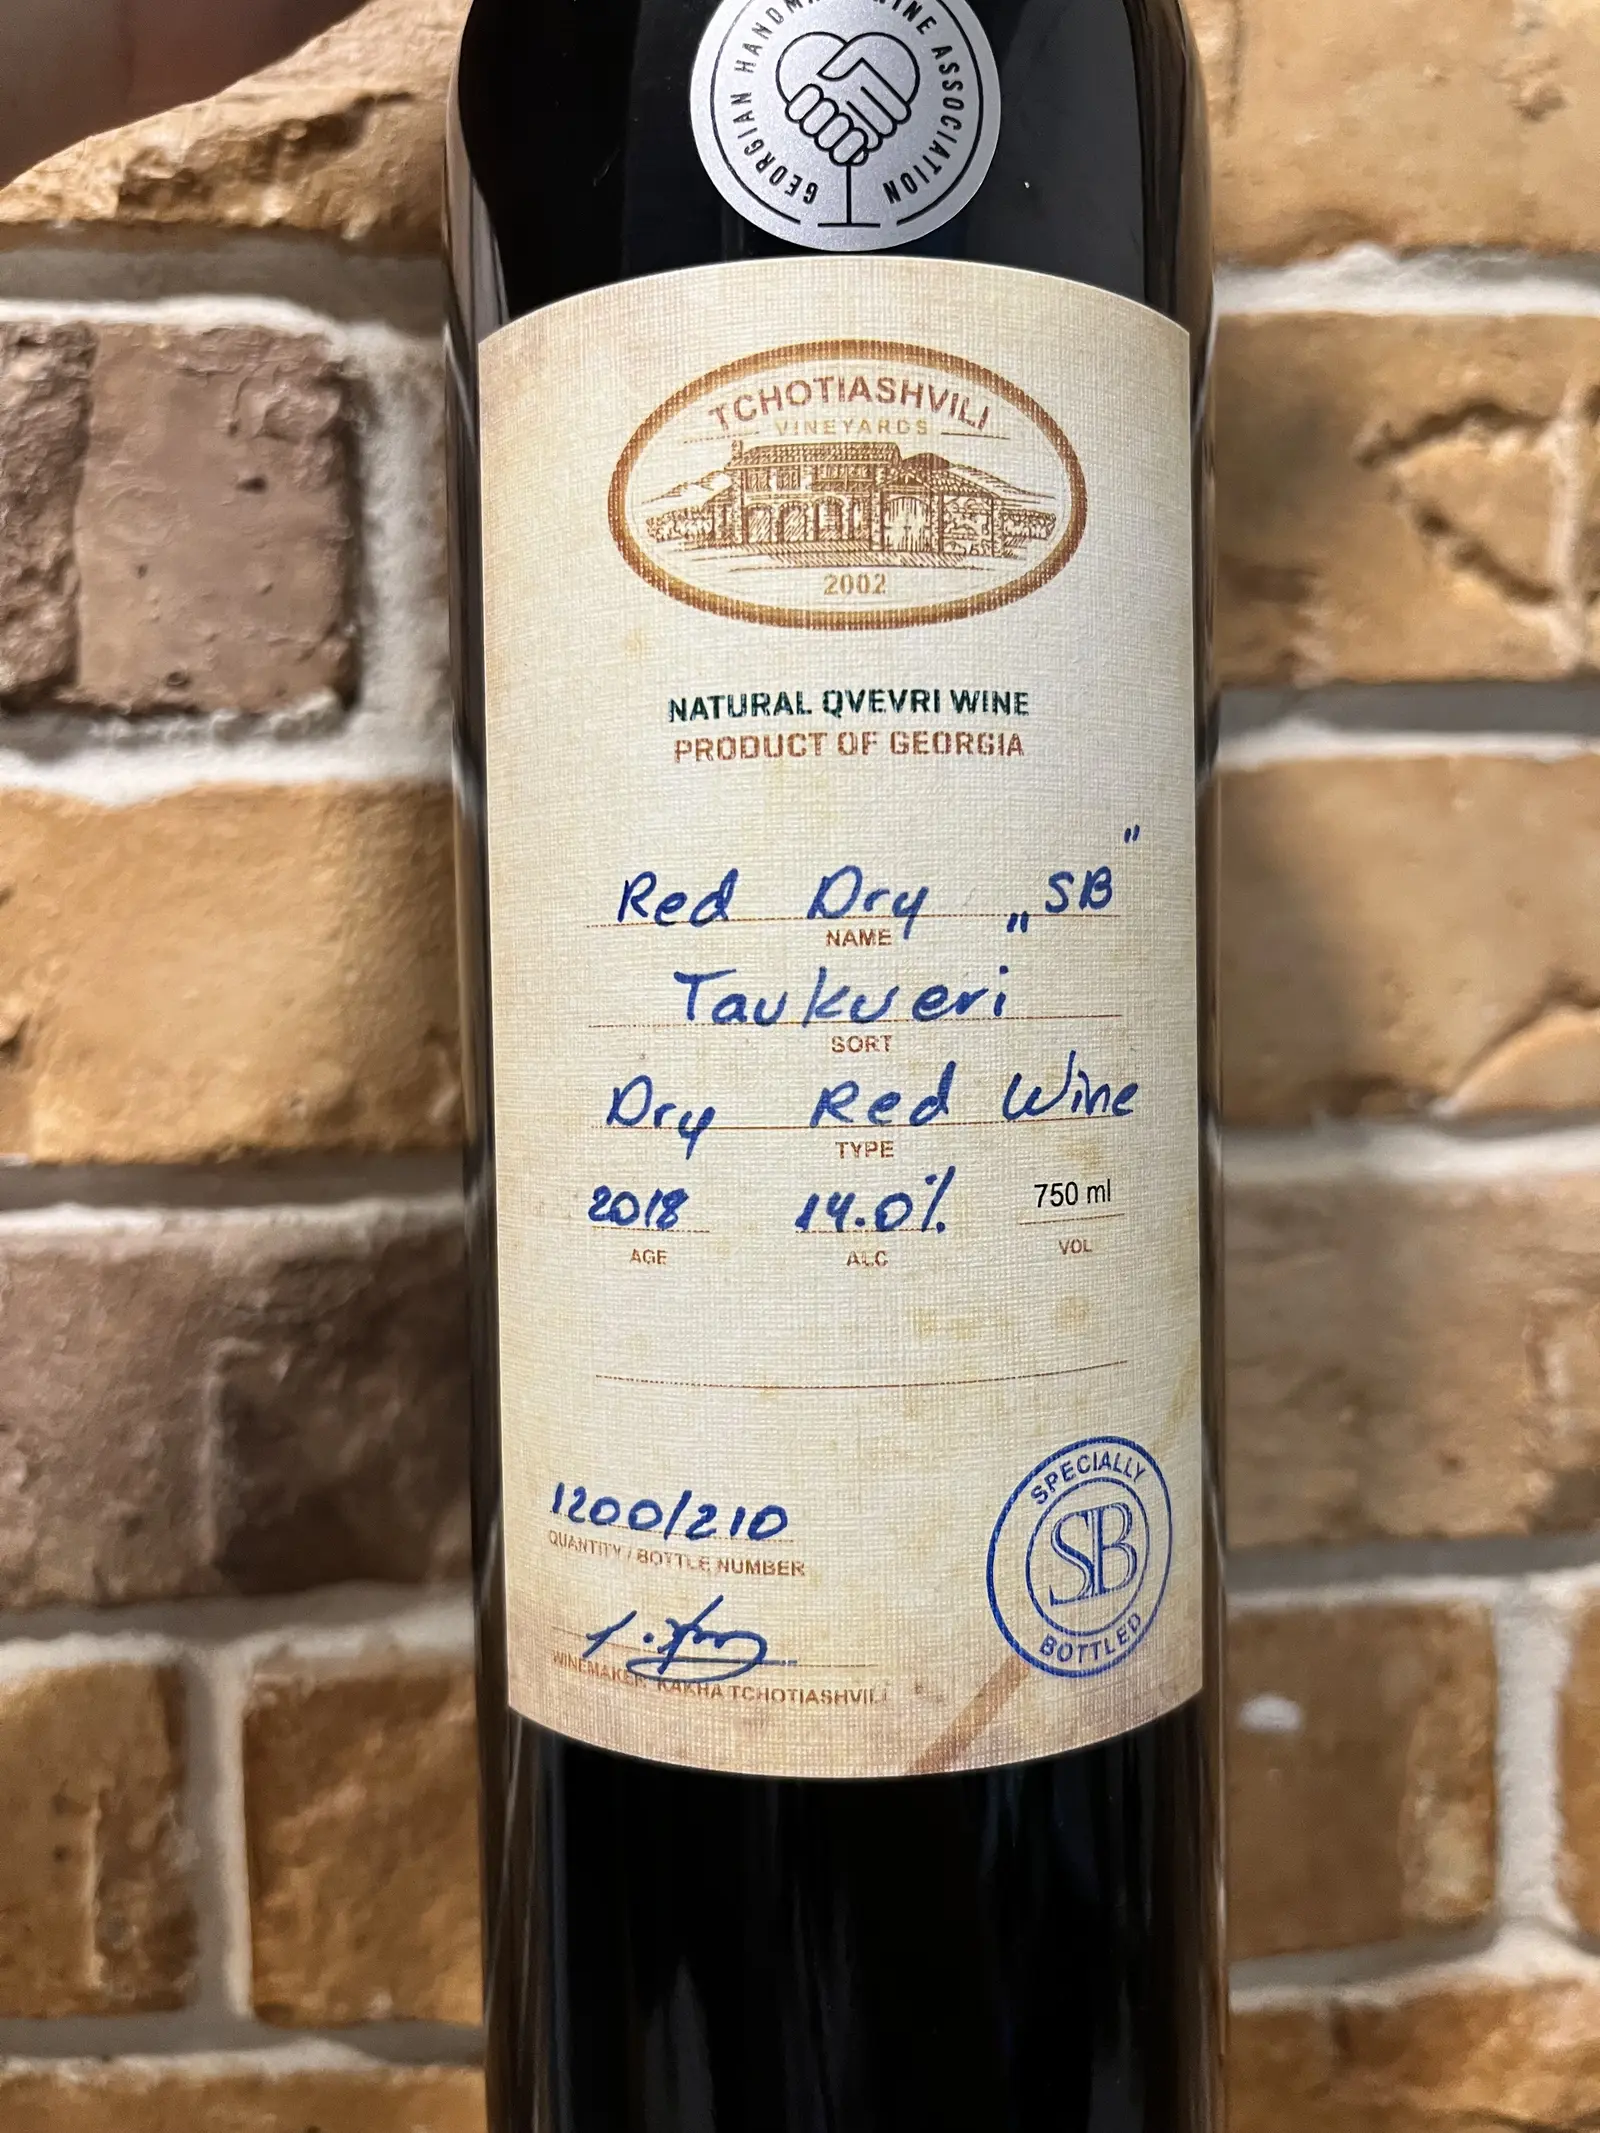 GEORGIAN HANDMA INE ASSOCIATION
TCHOTIASHVILI
VINEYARDS
2002
NATURAL QVEVRI WINE
PRODUCT OF GEORGIA
Red Dry „SB"
NAME
Taukveri
SORT
Dry Red Wine
TYPE
2018 14.0% 750 ml
AGE ALC VOL
1200/210
QUANTITY / BOTTLE NUMBER
WINEMAKER: KAKHA TCHOTIASHVILI
SPECIALLY
SB
BOTTLED